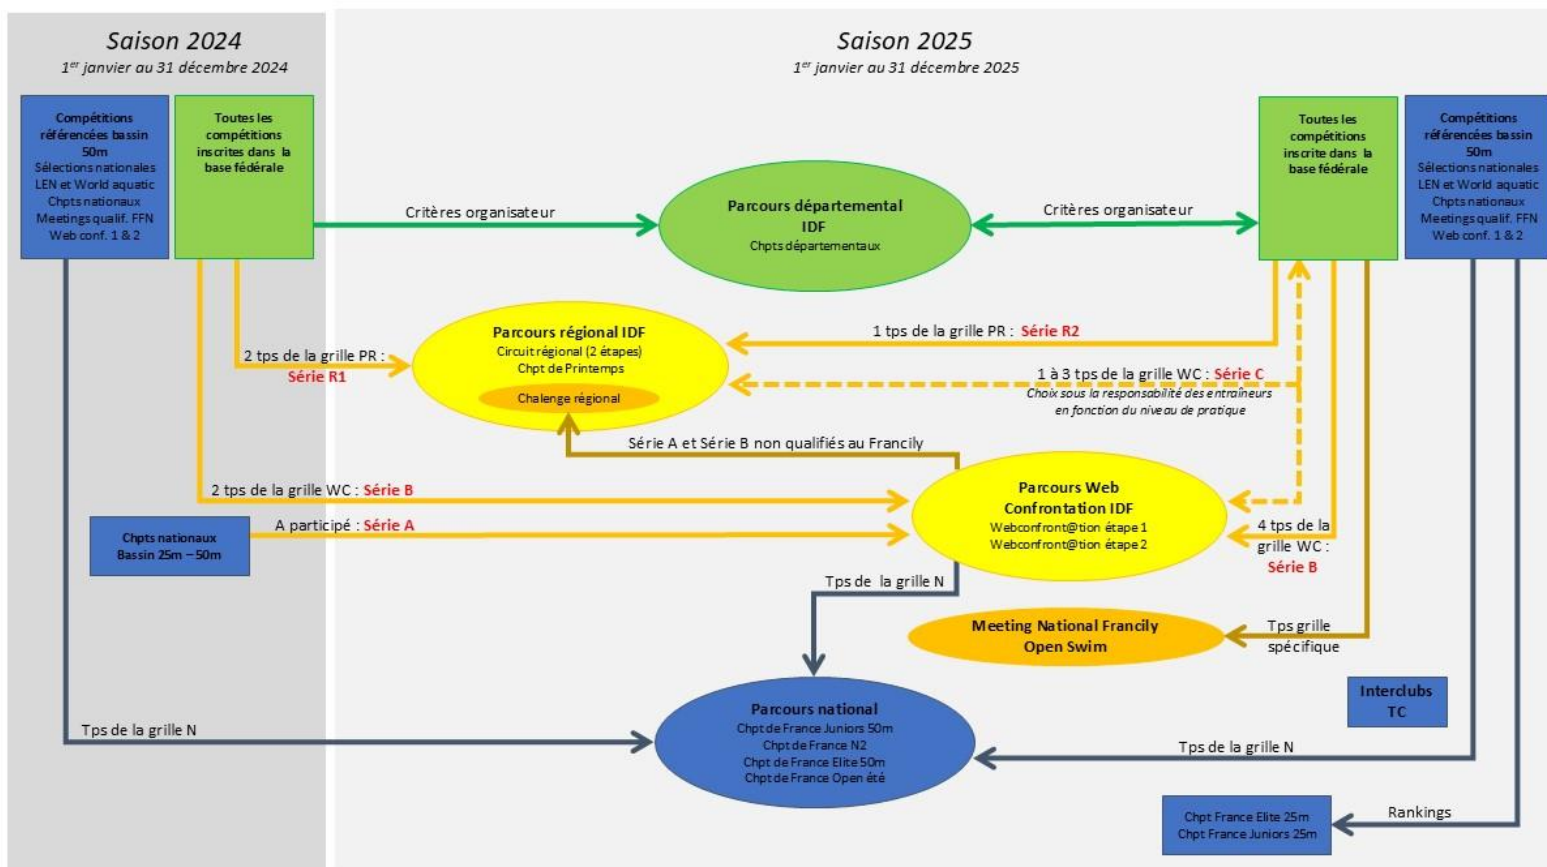 Saison 2024
1er janvier au 31 décembre 2024
Saison 2025
1er janvier au 31 décembre 2025
Compétitions
référencées bassin
50m
Sélections nationales
LEN et World aquatic
Chpts nationaux
Meetings qualif. FFN
Web conf. 1 & 2
Toutes les
compétitions
inscrites dans la
base fédérale
Toutes les
compétitions
inscrite dans la
base fédérale
Compétitions
référencées bassin
50m
Sélections nationales
LEN et World aquatic
Chpts nationaux
Meetings qualif. FFN
Web conf. 1 & 2
Critères organisateur
Parcours départemental
IDF
Chpts départementaux
Critères organisateur
Parcours régional IDF
Circuit régional (2 étapes)
Chpt de Printemps
Chalenge régional
2 tps de la grille PR :
Série R1
1 tps de la grille PR : Série R2
1 à 3 tps de la grille WC : Série C
Choix sous la responsabilité des entraîneurs
en fonction du niveau de pratique
Série A et Série B non qualifiés au Francily
2 tps de la grille WC : Série B
Parcours Web
Confrontation IDF
Webconfront@tion étape 1
Webconfront@tion étape 2
Chpts nationaux
Bassin 25m – 50m
A participé : Série A
4 tps de la
grille WC :
Série B
Tps de la grille N
Meeting National Francily
Open Swim
Tps grille
spécifique
Interclubs
TC
Tps de la grille N
Parcours national
Chpt de France Juniors 50m
Chpt de France N2
Chpt de France Elite 50m
Chpt de France Open été
Tps de la grille N
Chpt France Elite 25m
Chpt France Juniors 25m
Rankings